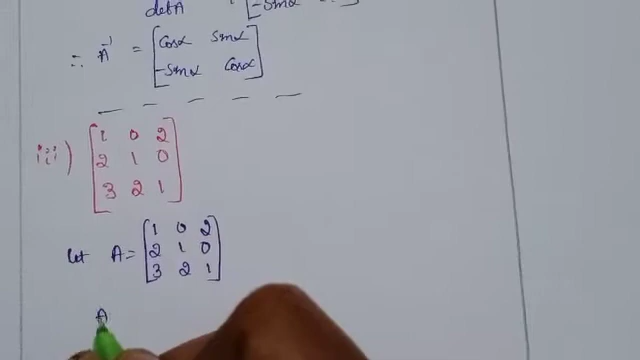 det A
[-Sinα
∴ A⁻¹ = [Cosα Sinα
-Sinα Cosα]
iii) [1 0 2
2 1 0
3 2 1]
Let A = [1 0 2
2 1 0
3 2 1]
A